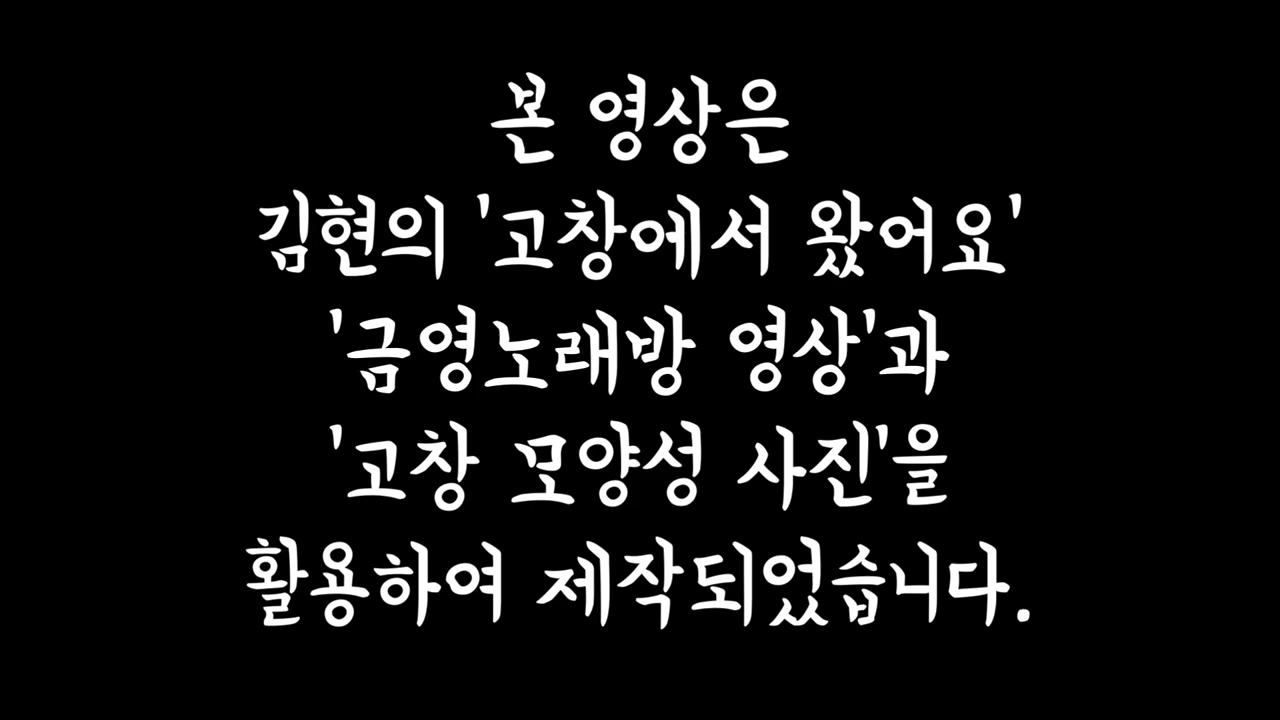 본 영상은
김현의 '고창에서 왔어요'
'금영노래방 영상'과
'고창 모양성 사진'을
활용하여 제작되었습니다.